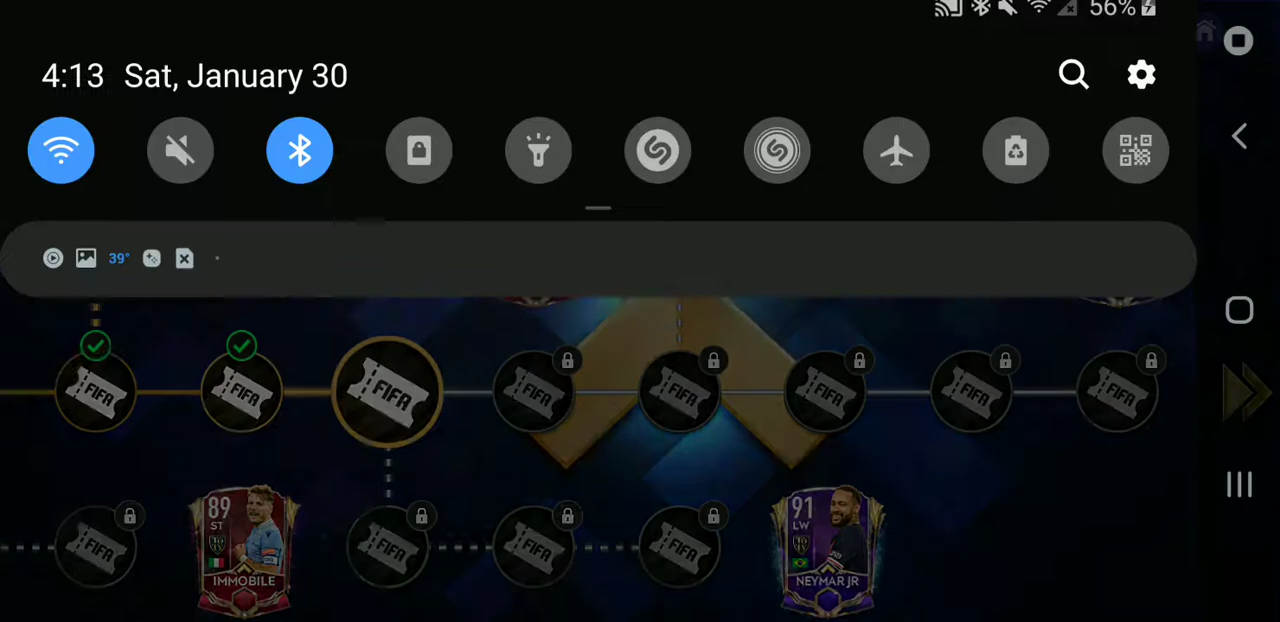 56%
4:13 Sat, January 30
39°
FIFA FIFA FIFA FIFA FIFA FIFA FIFA FIFA
FIFA 89 ST IMMOBILE FIFA FIFA FIFA 91 LW NEYMAR JR